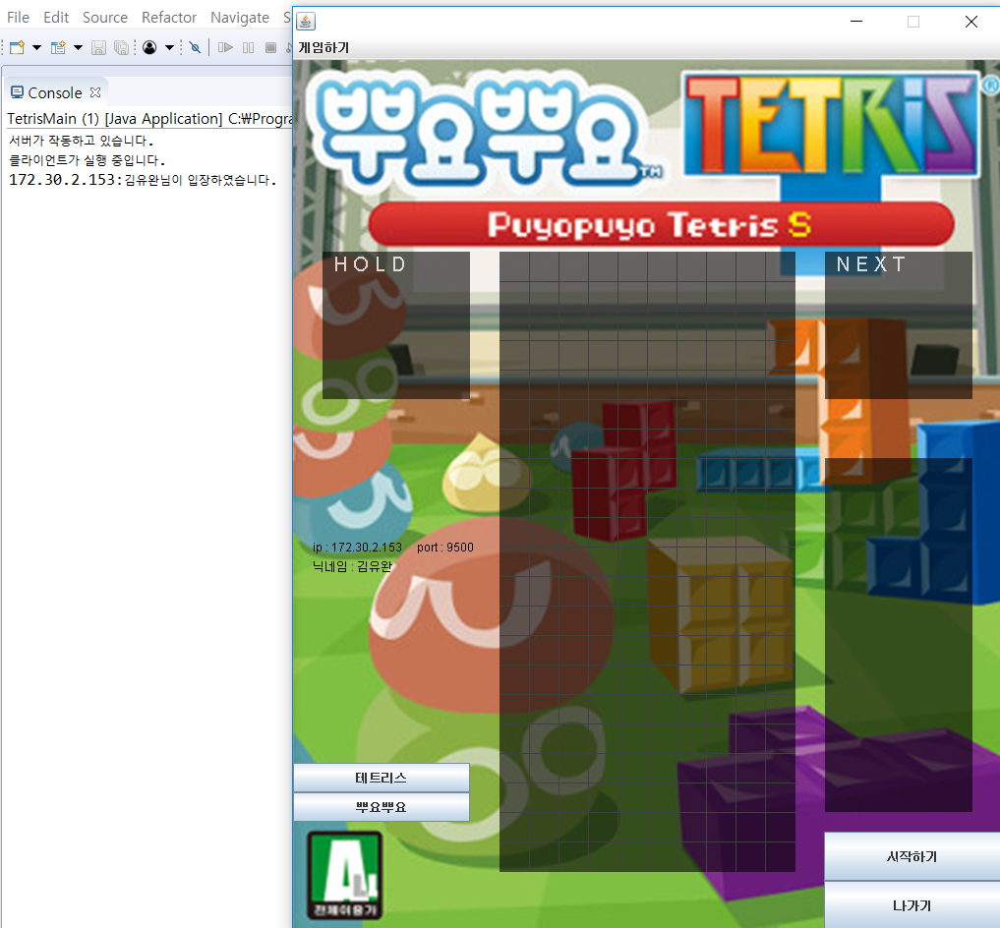 File Edit Source Refactor Navigate S
Console
TetrisMain (1) [Java Application] C:₩Progra
서버가 작동하고 있습니다.
클라이언트가 실행 중입니다.
172.30.2.153:김유완님이 입장하였습니다.
게임하기
뿌요뿌요™ TETRIS®
Puyopuyo Tetris S
HOLD
NEXT
ip : 172.30.2.153 port : 9500
닉네임 : 김유완
테트리스
뿌요뿌요
ALL
전체이용가
시작하기
나가기